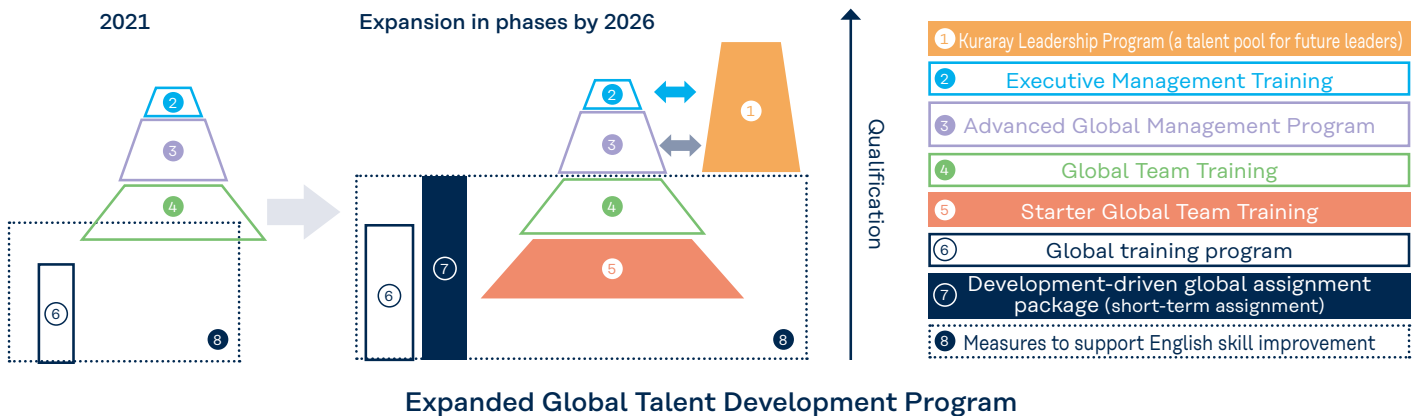 2021
2
3
4
6
8
Expansion in phases by 2026
2
1
3
4
7
5
6
8
Qualification
1 Kuraray Leadership Program (a talent pool for future leaders)
2 Executive Management Training
3 Advanced Global Management Program
4 Global Team Training
5 Starter Global Team Training
6 Global training program
7 Development-driven global assignment
package (short-term assignment)
8 Measures to support English skill improvement
Expanded Global Talent Development Program